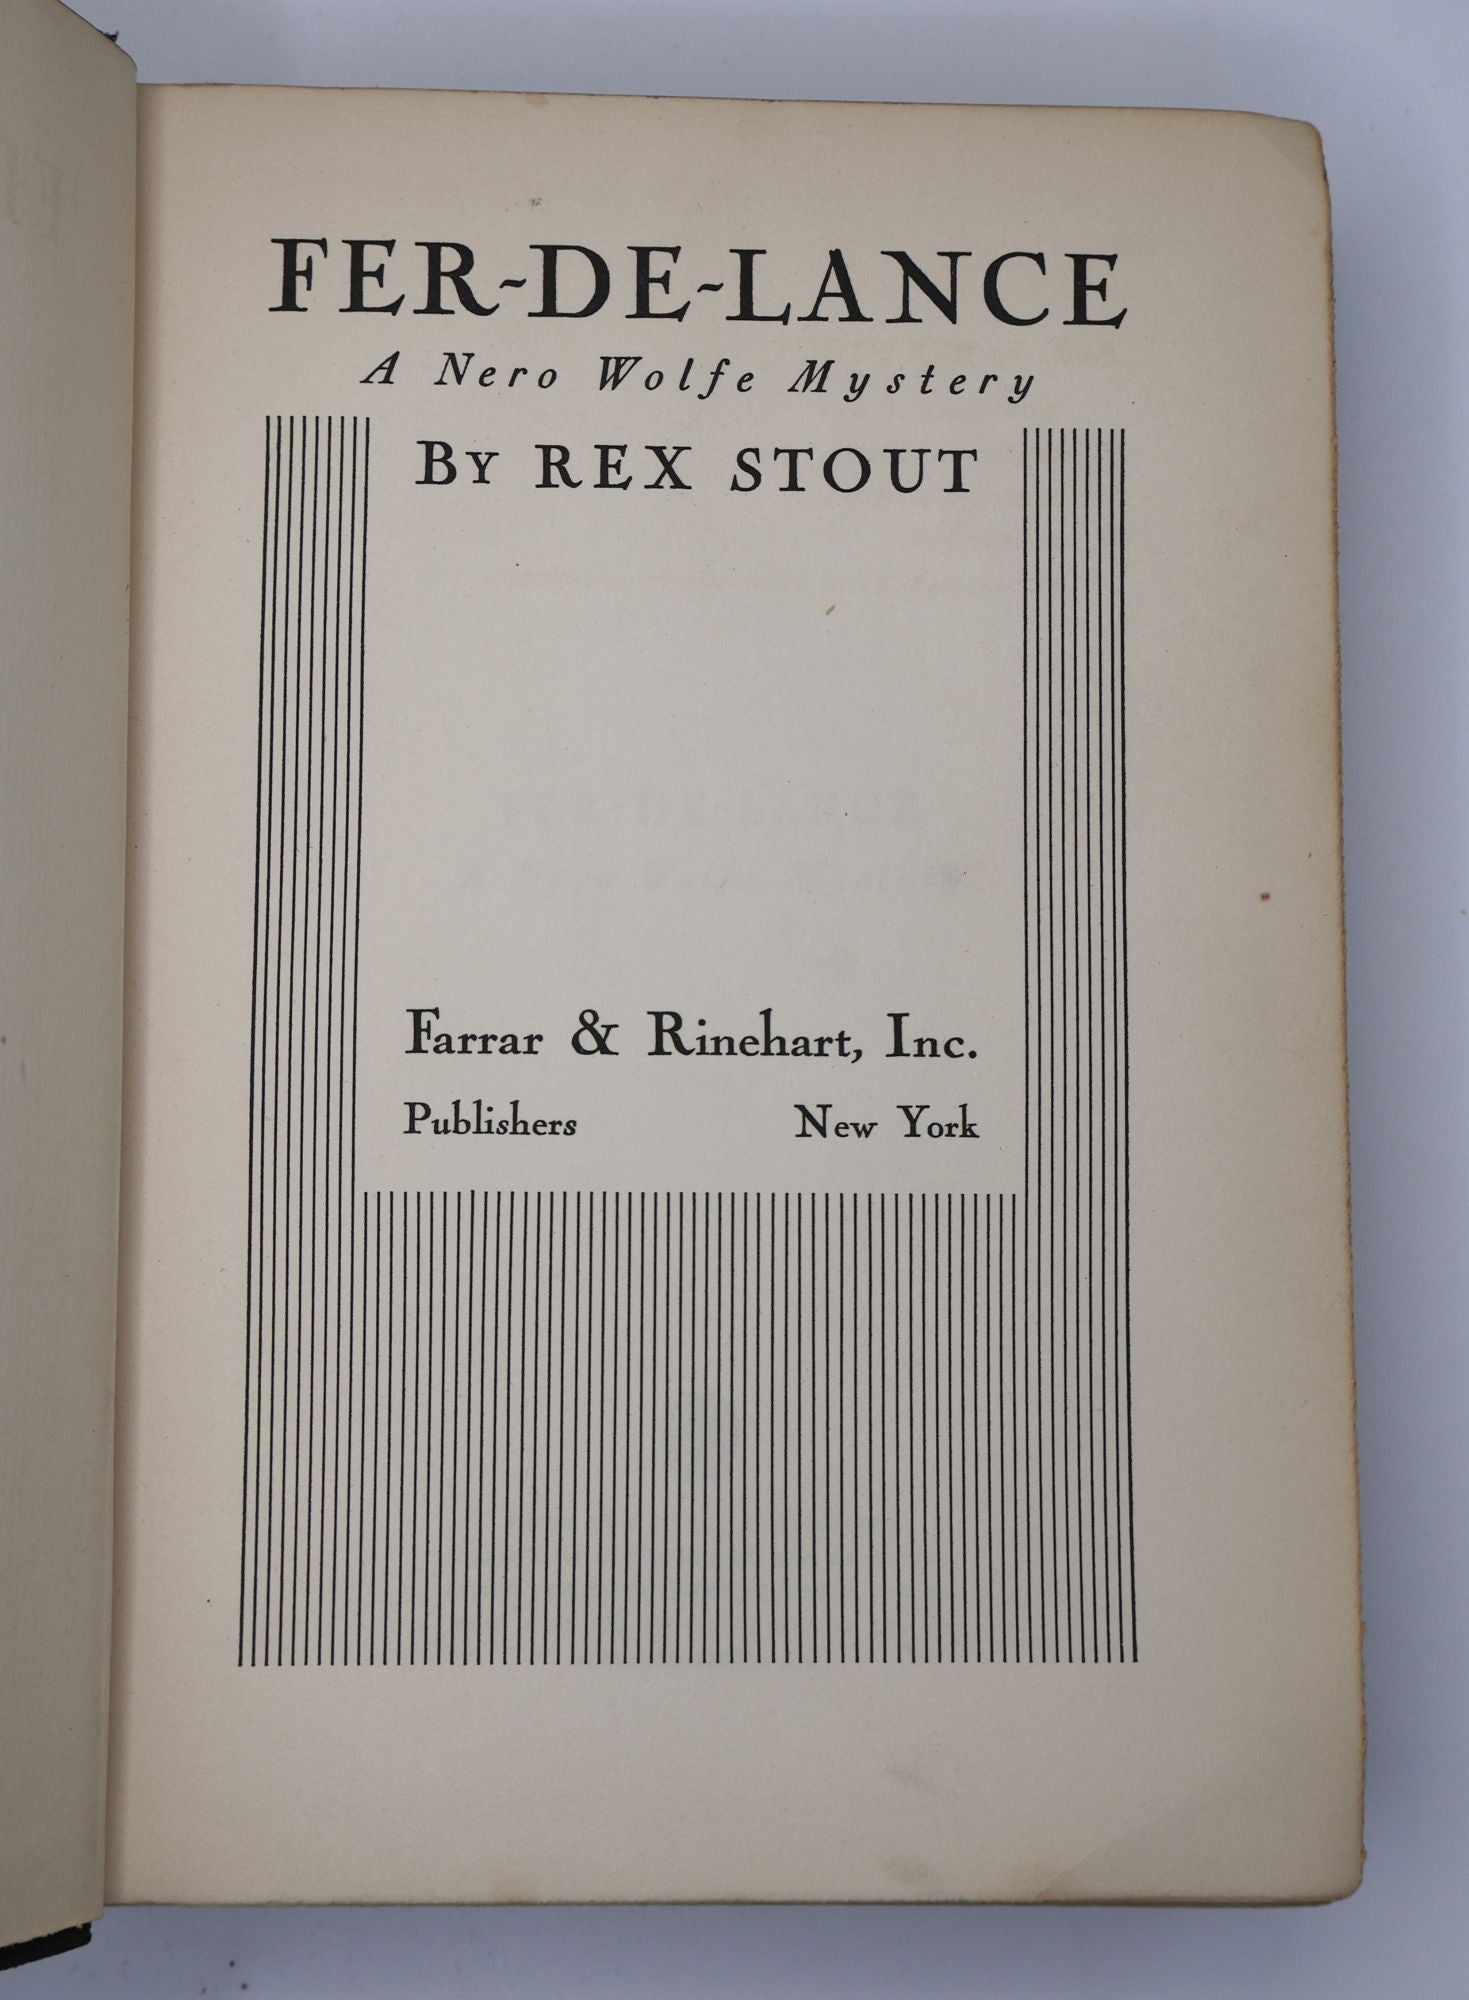 FER-DE-LANCE
A Nero Wolfe Mystery
BY REX STOUT
Farrar & Rinehart, Inc.
Publishers New York